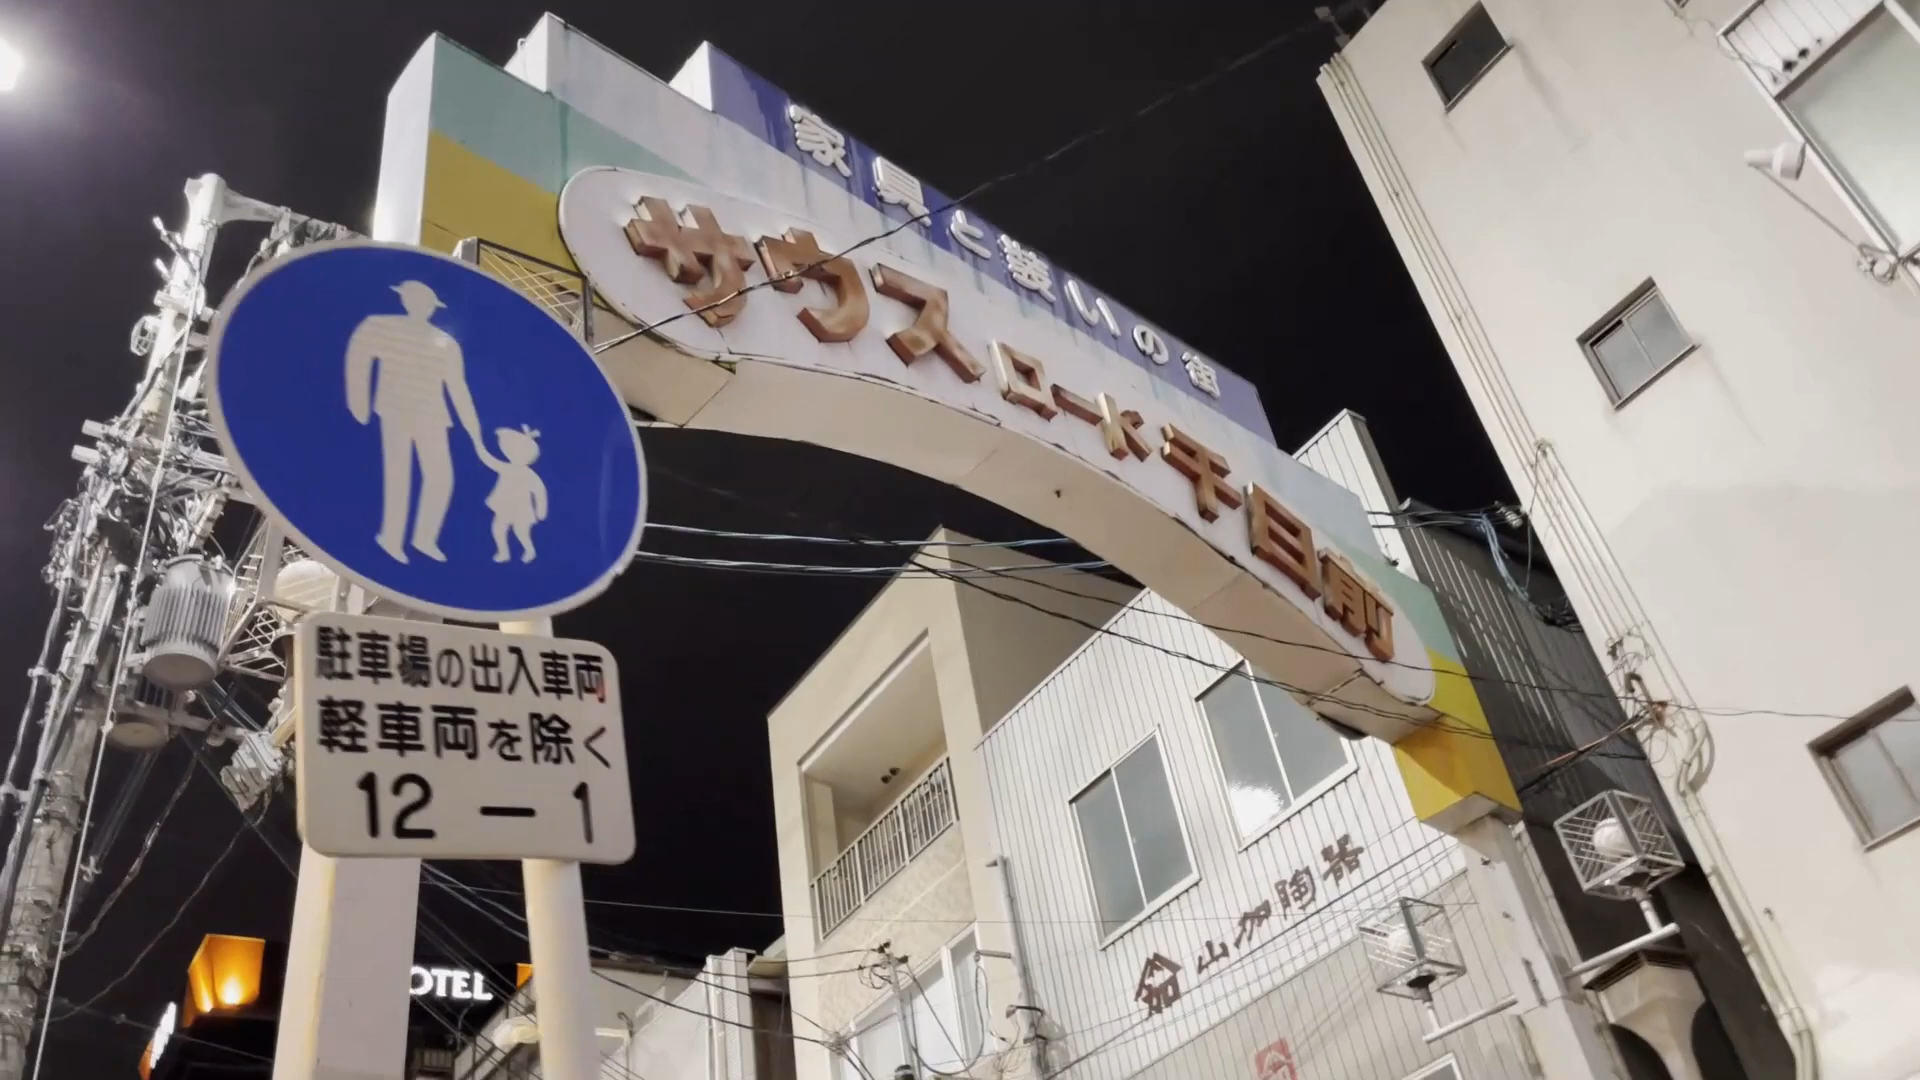 家具と装いの街
サウスロード千日前
駐車場の出入車両
軽車両を除く
12－1
OTEL
山加陶器